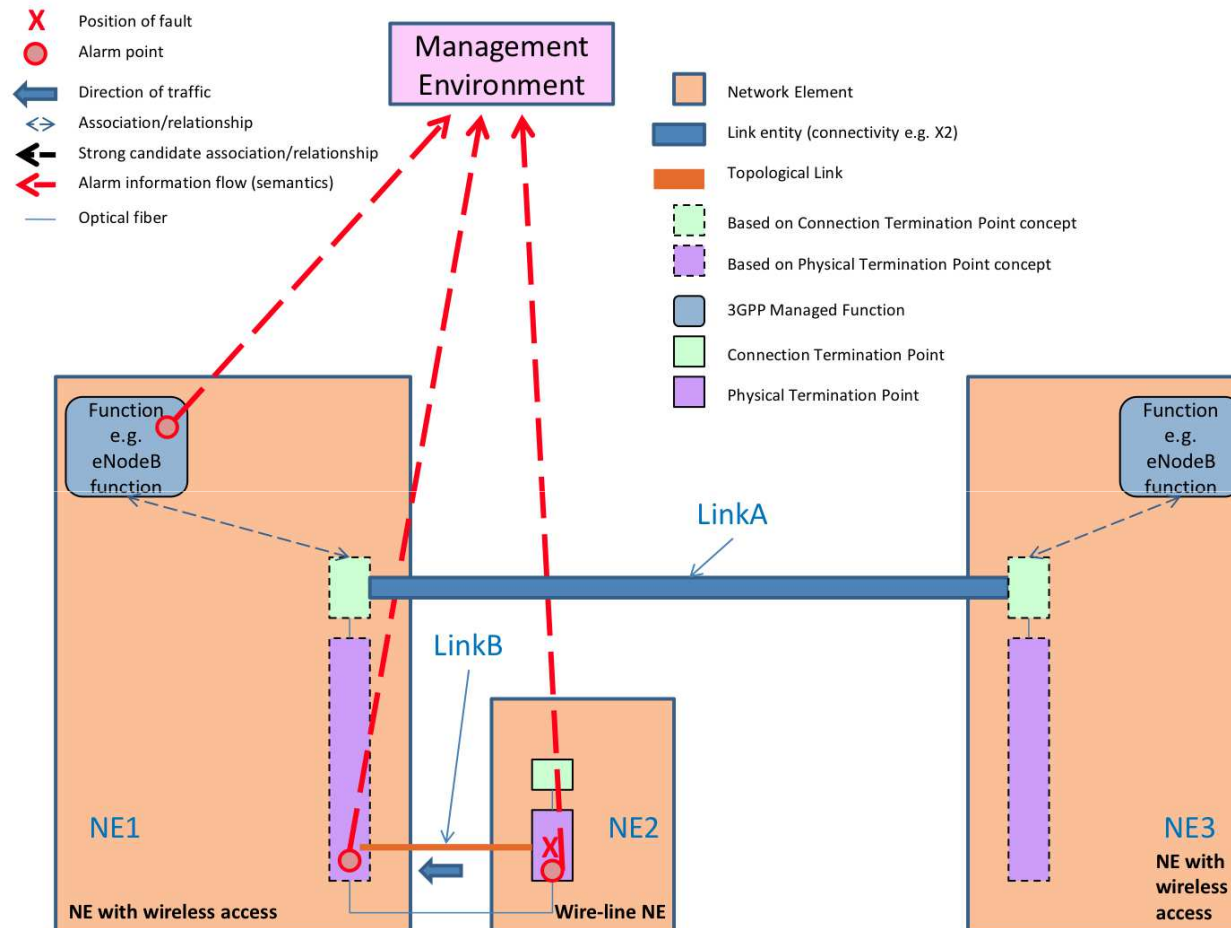 X Position of fault
Alarm point
Direction of traffic
Association/relationship
Strong candidate association/relationship
Alarm information flow (semantics)
Optical fiber
Management
Environment
Network Element
Link entity (connectivity e.g. X2)
Topological Link
Based on Connection Termination Point concept
Based on Physical Termination Point concept
3GPP Managed Function
Connection Termination Point
Physical Termination Point
Function
e.g.
eNodeB
function
Function
e.g.
eNodeB
function
LinkA
LinkB
NE1
X
NE2
NE3
NE with wireless access
Wire-line NE
NE with
wireless
access